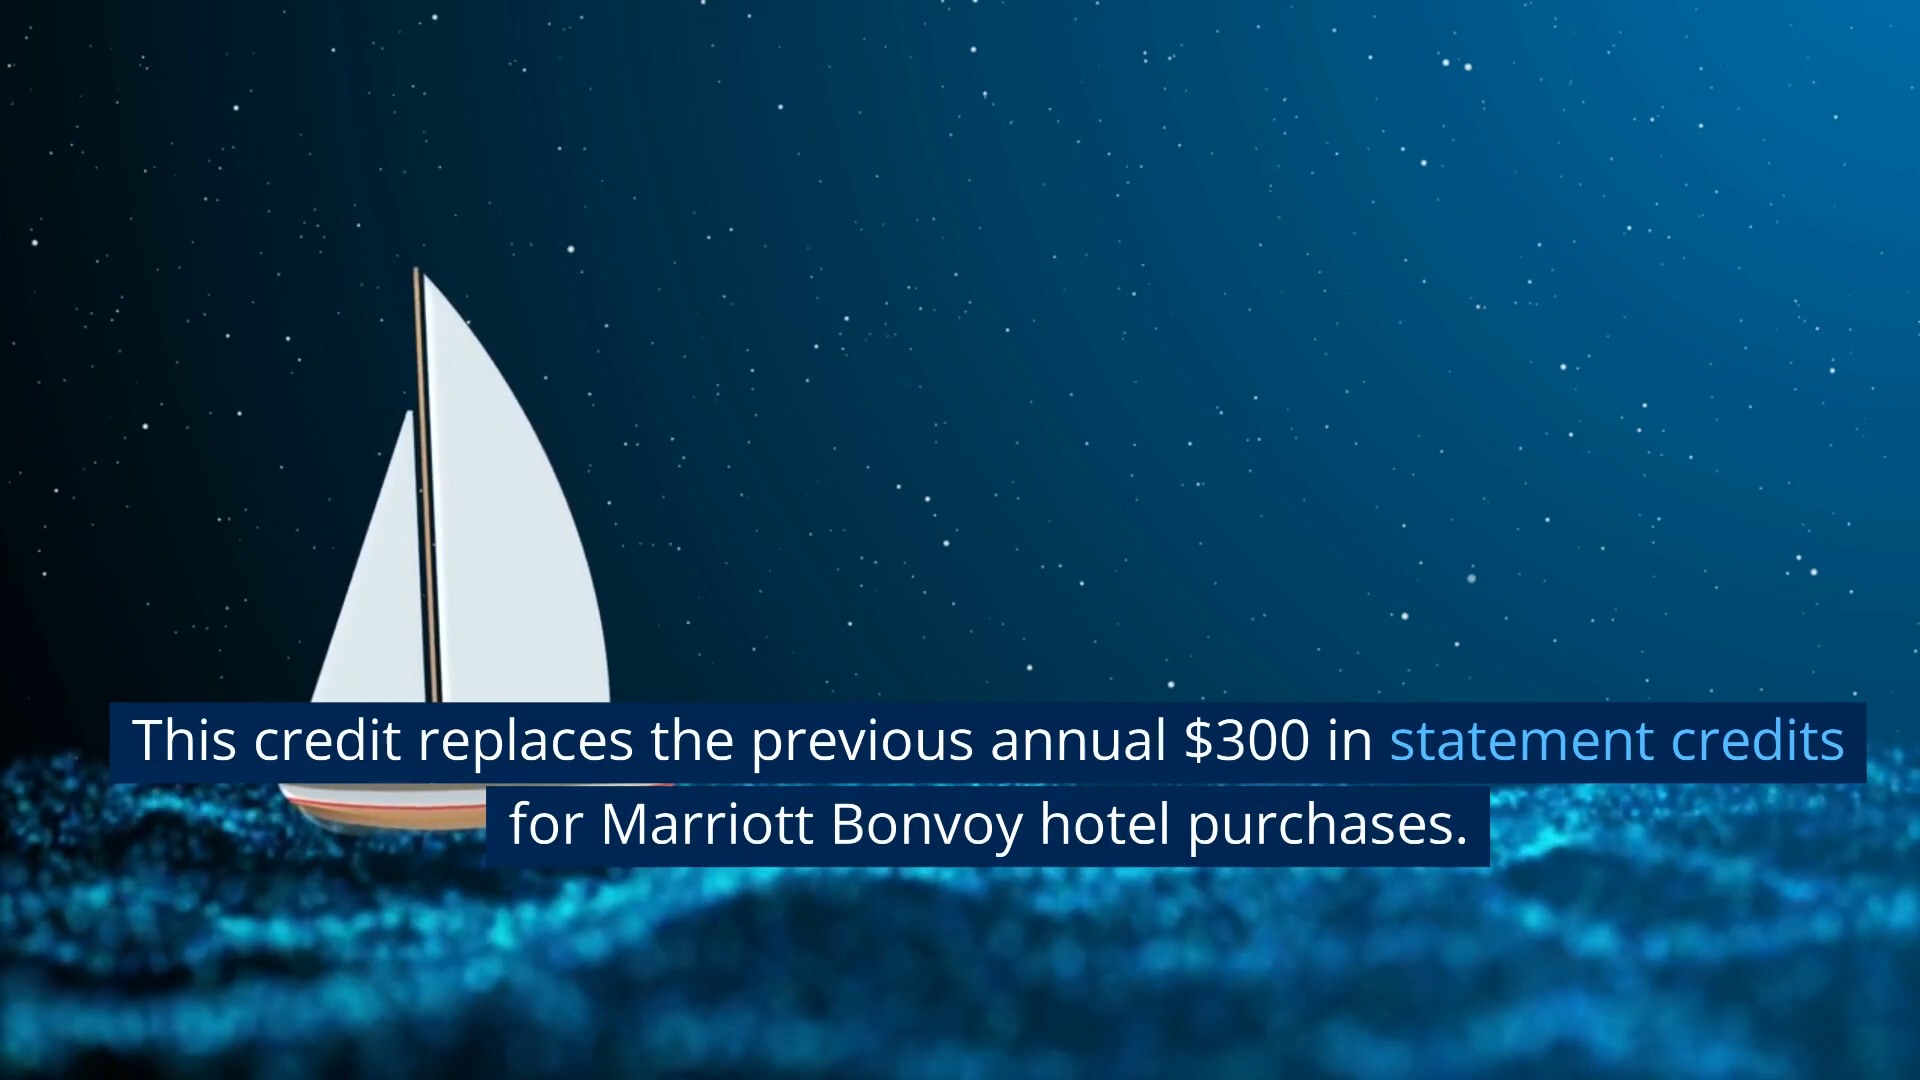 This credit replaces the previous annual $300 in statement credits
for Marriott Bonvoy hotel purchases.